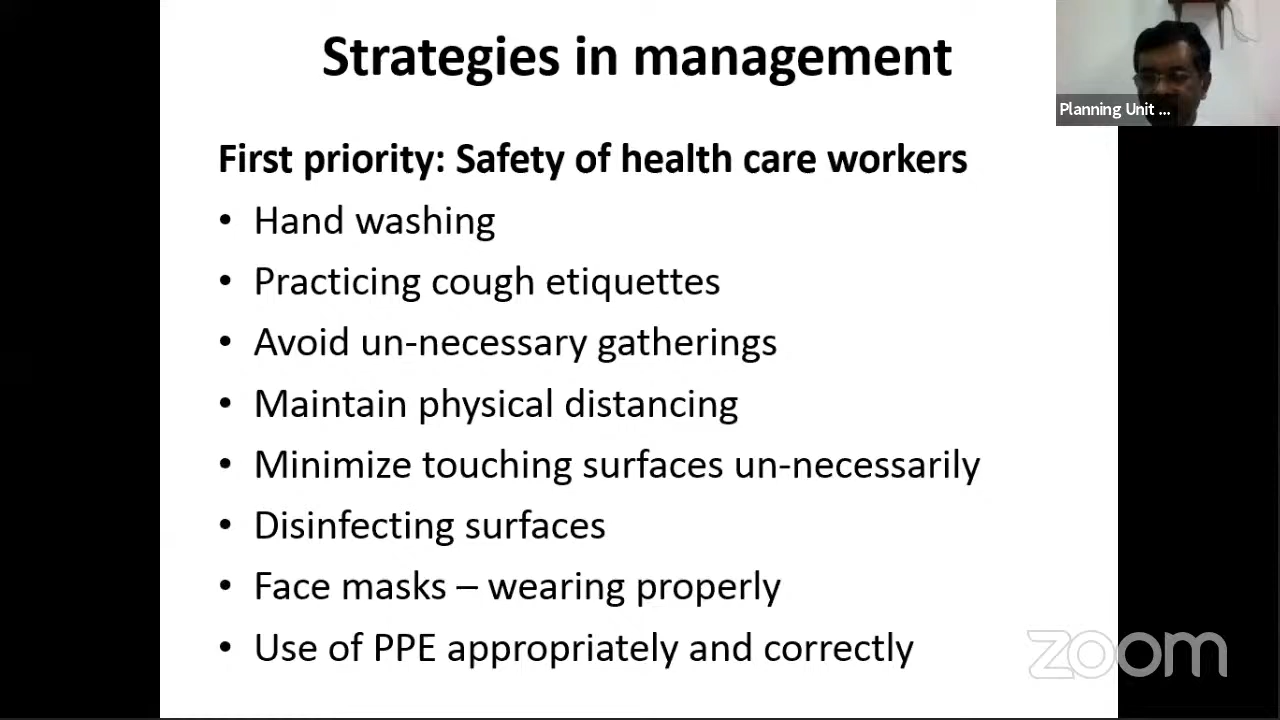 Strategies in management
Planning Unit ...
First priority: Safety of health care workers
• Hand washing
• Practicing cough etiquettes
• Avoid un-necessary gatherings
• Maintain physical distancing
• Minimize touching surfaces un-necessarily
• Disinfecting surfaces
• Face masks – wearing properly
• Use of PPE appropriately and correctly
zoom